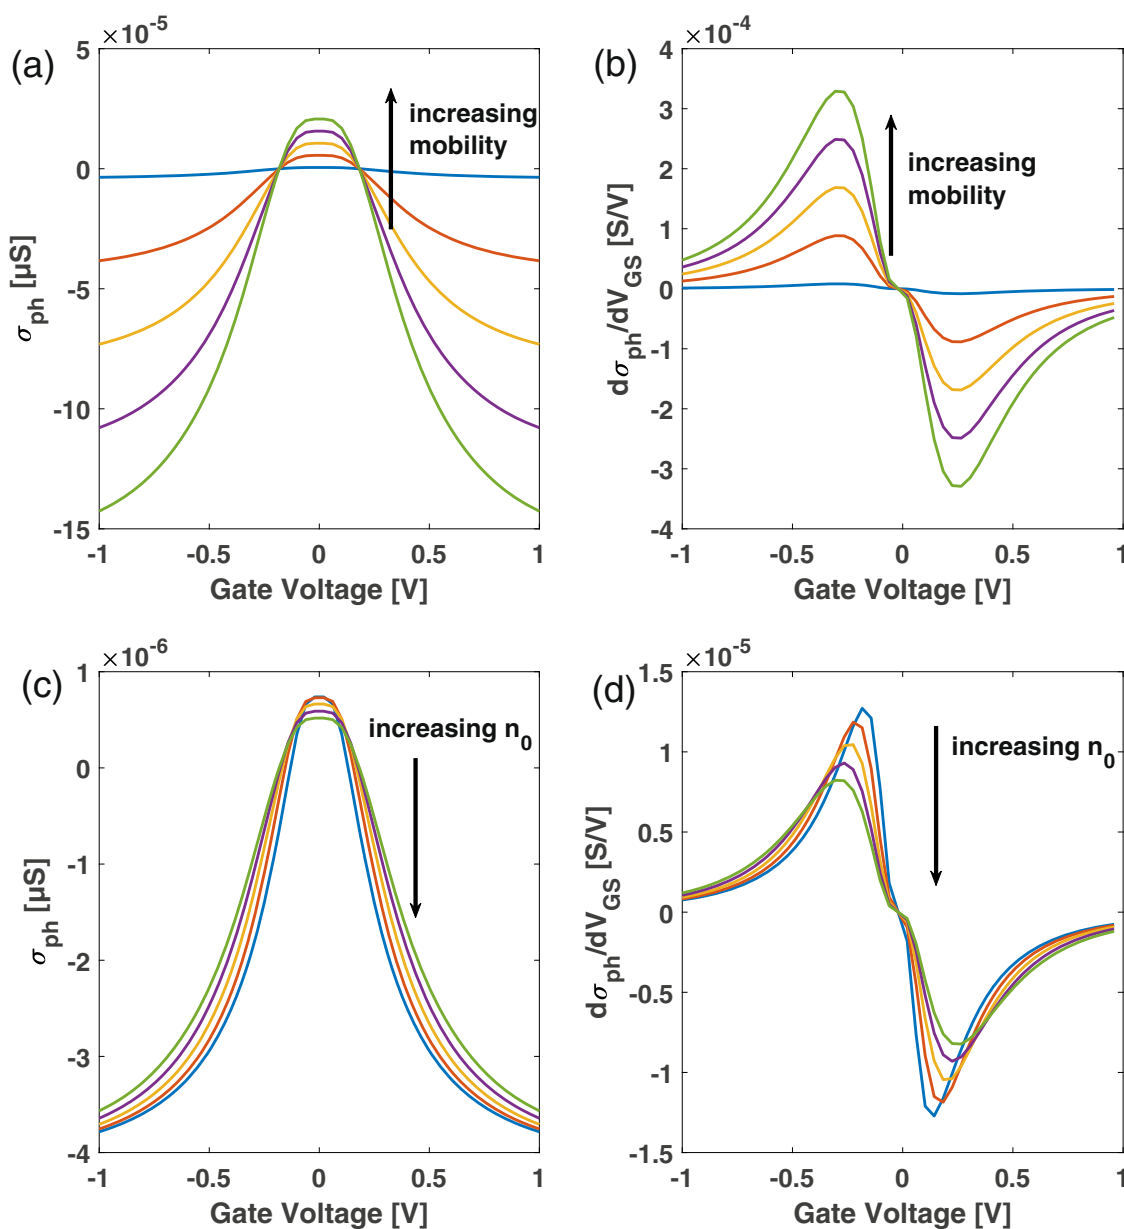 (a)
×10⁻⁵
5
0
-5
-10
-15
σph [µS]
increasing
mobility
-1 -0.5 0 0.5 1
Gate Voltage [V]
(b)
×10⁻⁴
4
3
2
1
0
-1
-2
-3
-4
dσph/dVGS [S/V]
increasing
mobility
-1 -0.5 0 0.5 1
Gate Voltage [V]
(c)
×10⁻⁶
1
0
-1
-2
-3
-4
σph [µS]
increasing n0
-1 -0.5 0 0.5 1
Gate Voltage [V]
(d)
×10⁻⁵
1.5
1
0.5
0
-0.5
-1
-1.5
dσph/dVGS [S/V]
increasing n0
-1 -0.5 0 0.5 1
Gate Voltage [V]